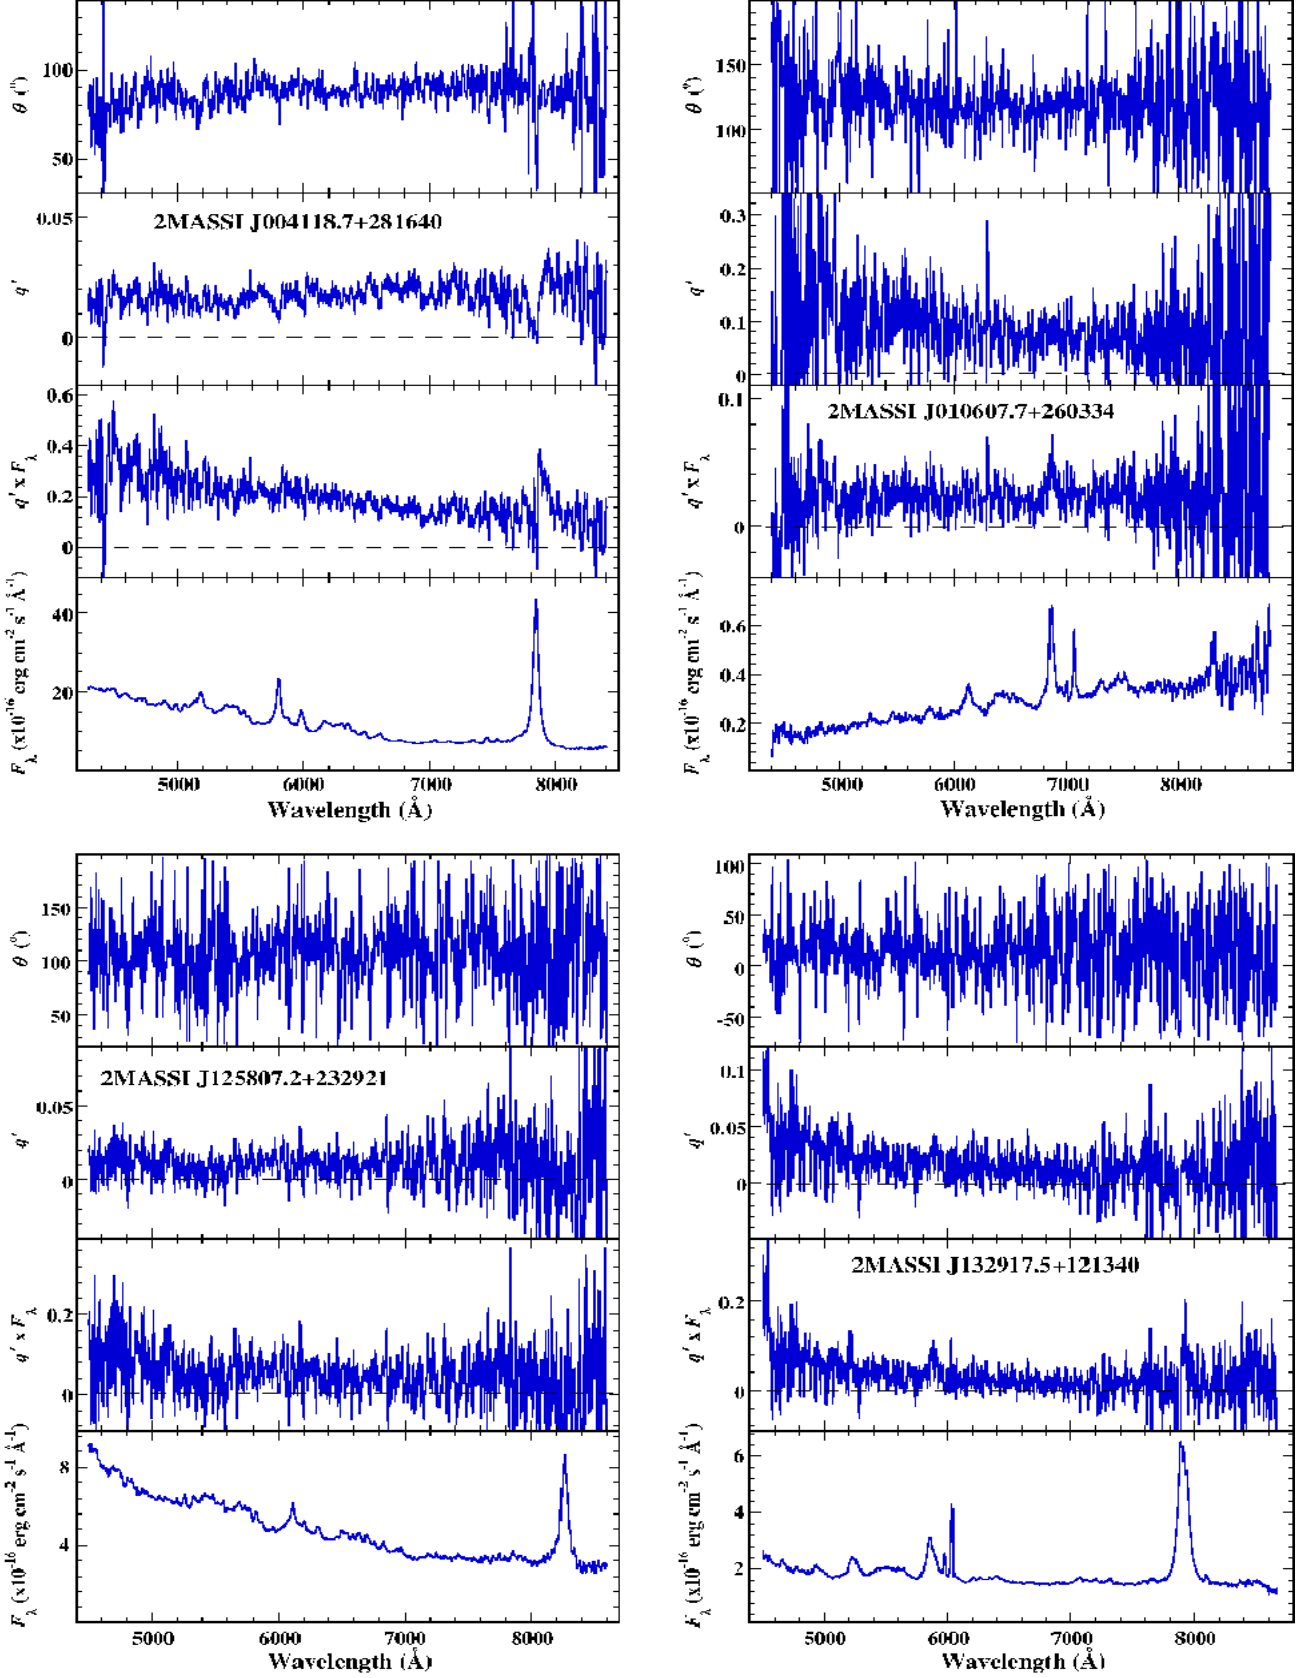 100
50
θ (°)
0.05
0
q′
2MASSI J004118.7+281640
0.6
0.4
0.2
0
q′ x Fλ
40
20
Fλ (x10⁻¹⁶ erg cm⁻² s⁻¹ Å⁻¹)
5000 6000 7000 8000
Wavelength (Å)
150
100
θ (°)
0.3
0.2
0.1
0
q′
0.1
0
q′ x Fλ
2MASSI J010607.7+260334
0.6
0.4
0.2
Fλ (x10⁻¹⁶ erg cm⁻² s⁻¹ Å⁻¹)
5000 6000 7000 8000
Wavelength (Å)
150
100
50
θ (°)
2MASSI J125807.2+232921
0.05
0
q′
0.2
0
q′ x Fλ
8
4
Fλ (x10⁻¹⁶ erg cm⁻² s⁻¹ Å⁻¹)
5000 6000 7000 8000
Wavelength (Å)
100
50
0
-50
θ (°)
0.1
0.05
0
q′
2MASSI J132917.5+121340
0.2
0
q′ x Fλ
6
4
2
Fλ (x10⁻¹⁶ erg cm⁻² s⁻¹ Å⁻¹)
5000 6000 7000 8000
Wavelength (Å)